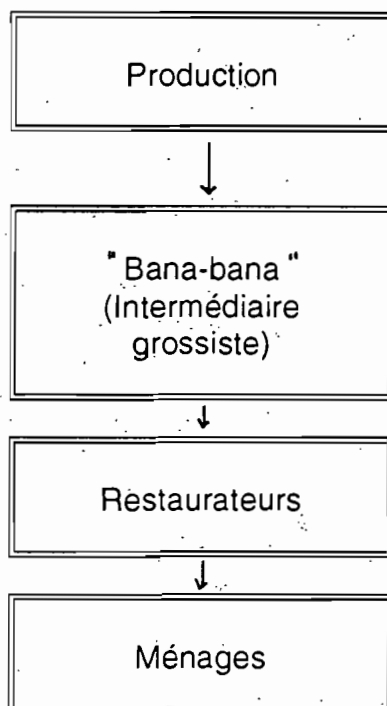 Production
"Bana-bana"
(Intermédiaire
grossiste)
Restaurateurs
Ménages